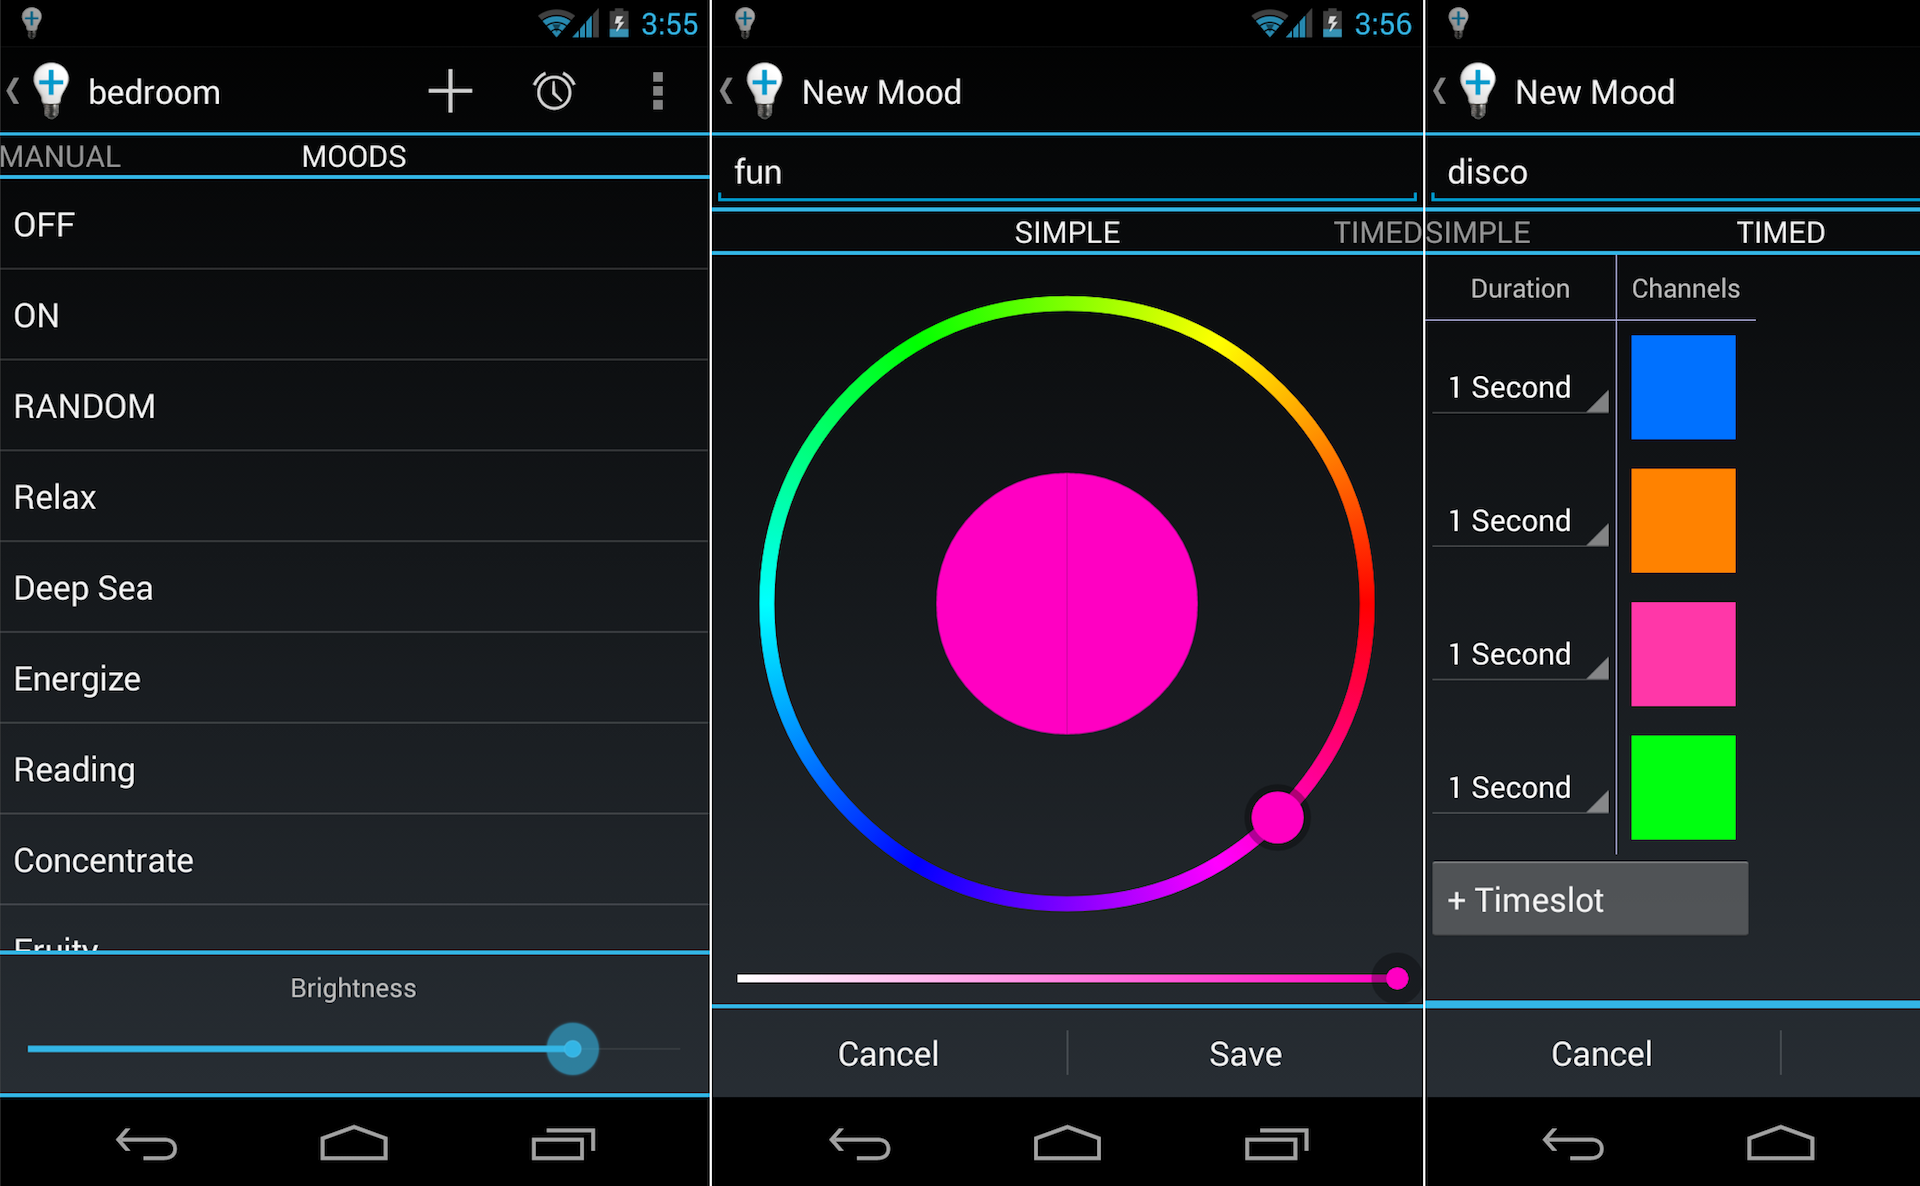 3:55
bedroom
MANUAL MOODS
OFF
ON
RANDOM
Relax
Deep Sea
Energize
Reading
Concentrate
Fruity
Brightness
3:56
New Mood
fun
SIMPLE TIMED
Cancel Save
New Mood
disco
SIMPLE TIMED
Duration Channels
1 Second
1 Second
1 Second
1 Second
+ Timeslot
Cancel